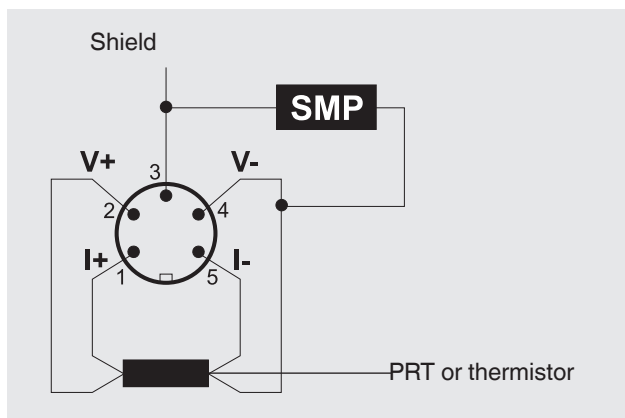 Shield
SMP
V+ V-
3
2 4
I+ I-
1 5
PRT or thermistor